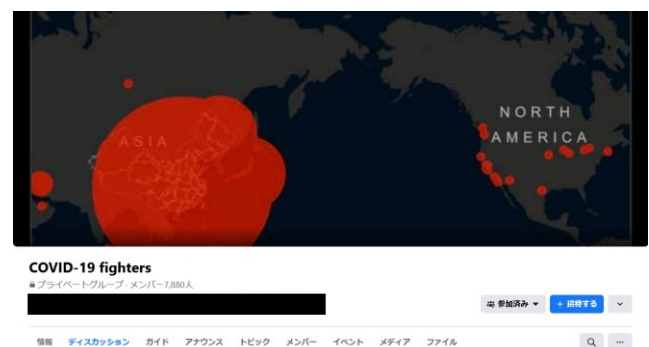 NORTH
AMERICA
ASIA
COVID-19 fighters
プライベートグループ・メンバー7,880人
参加済み
+ 招待する
情報 ディスカッション ガイド アナウンス トピック メンバー イベント メディア ファイル